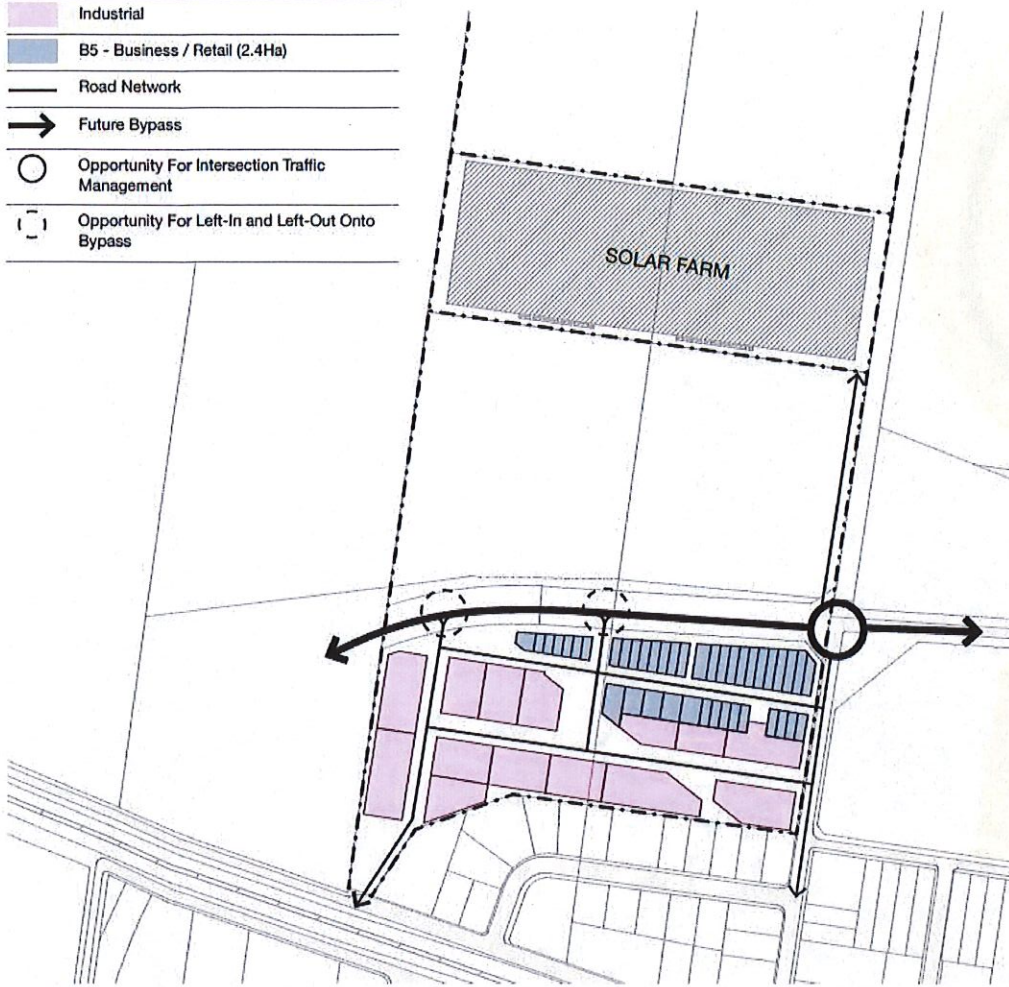 Industrial
B5 - Business / Retail (2.4Ha)
Road Network
Future Bypass
Opportunity For Intersection Traffic
Management
Opportunity For Left-In and Left-Out Onto
Bypass
SOLAR FARM